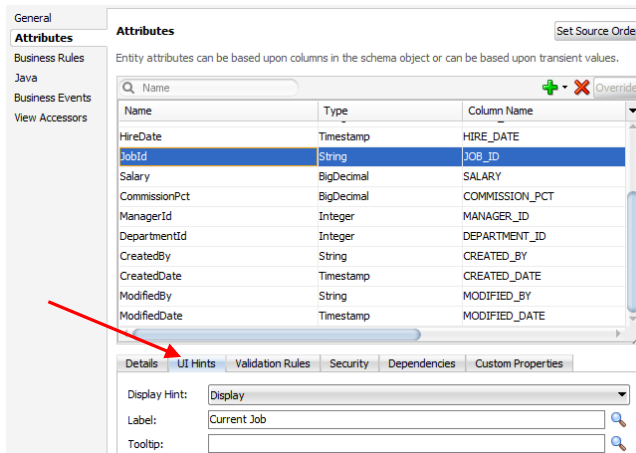 General
Attributes
Business Rules
Java
Business Events
View Accessors
Attributes
Set Source Orde
Entity attributes can be based upon columns in the schema object or can be based upon transient values.
Name
Override
Name Type Column Name
HireDate Timestamp HIRE_DATE
JobId String JOB_ID
Salary BigDecimal SALARY
CommissionPct BigDecimal COMMISSION_PCT
ManagerId Integer MANAGER_ID
DepartmentId Integer DEPARTMENT_ID
CreatedBy String CREATED_BY
CreatedDate Timestamp CREATED_DATE
ModifiedBy String MODIFIED_BY
ModifiedDate Timestamp MODIFIED_DATE
Details UI Hints Validation Rules Security Dependencies Custom Properties
Display Hint: Display
Label: Current Job
Tooltip: